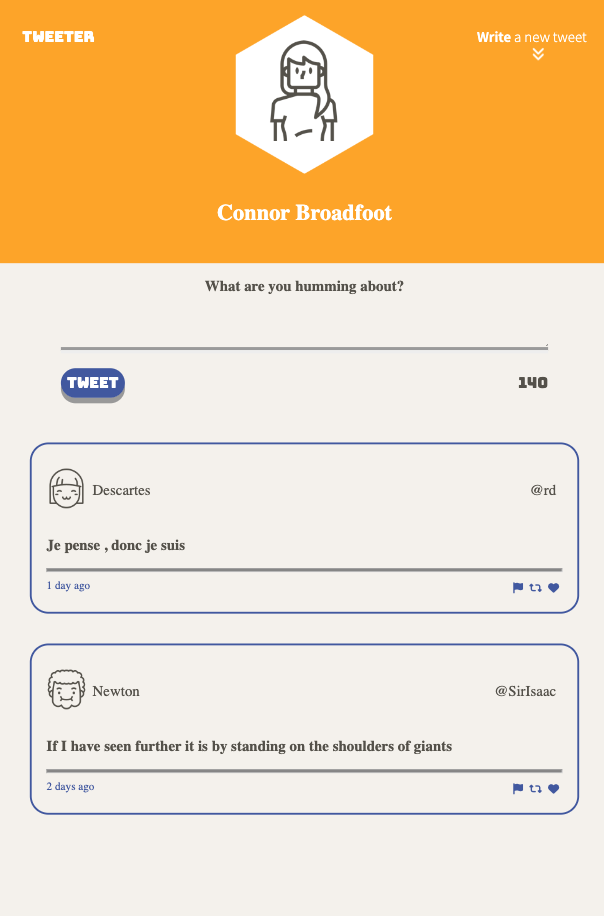 TWEETER
Write a new tweet
Connor Broadfoot
What are you humming about?
TWEET
140
Descartes
@rd
Je pense , donc je suis
1 day ago
Newton
@SirIsaac
If I have seen further it is by standing on the shoulders of giants
2 days ago